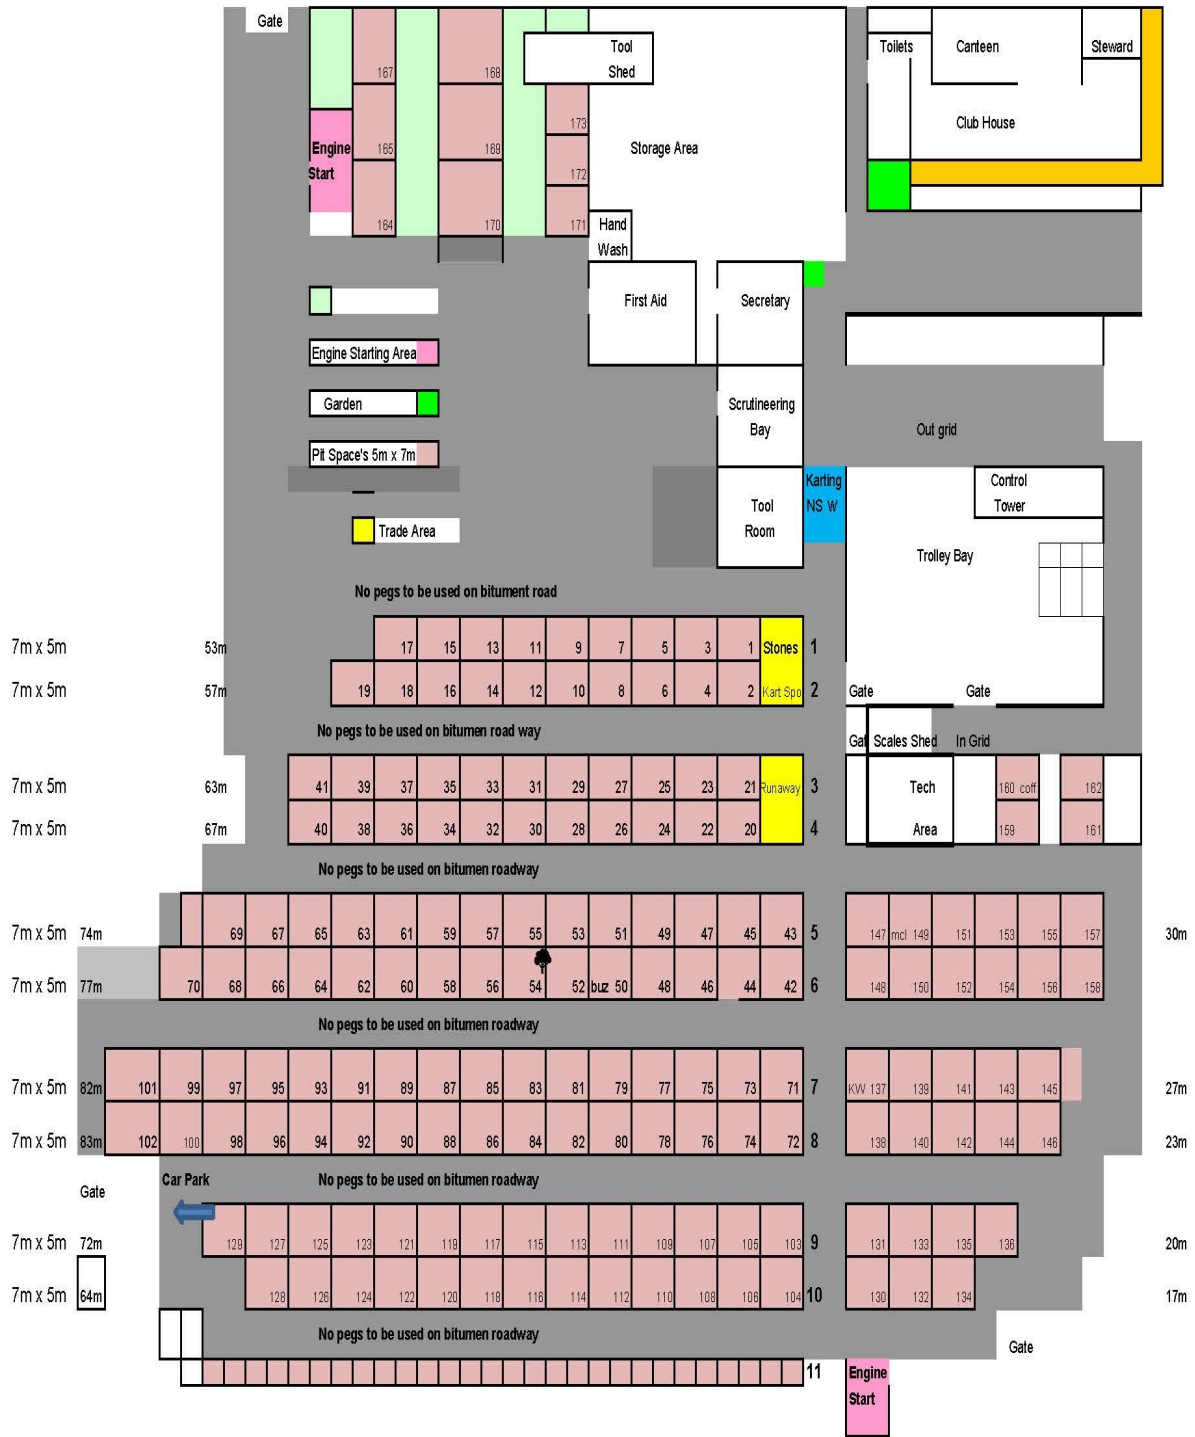 Gate
Tool
Shed
Toilets
Canteen
Steward
167
168
Club House
173
Engine
Start
165
169
Storage Area
172
164
170
171
Hand
Wash
First Aid
Secretary
Engine Starting Area
Garden
Scrutineering
Bay
Out grid
Pit Space's 5m x 7m
Karting
NS W
Control
Tower
Tool
Room
Trade Area
Trolley Bay
No pegs to be used on bitument road
7m x 5m 53m 17 15 13 11 9 7 5 3 1 Stones 1
7m x 5m 57m 19 18 16 14 12 10 8 6 4 2 Kart Spo 2 Gate Gate
No pegs to be used on bitumen road way
Gat Scales Shed In Grid
7m x 5m 63m 41 39 37 35 33 31 29 27 25 23 21 Runaway 3 Tech 160 coff 162
7m x 5m 67m 40 38 36 34 32 30 28 26 24 22 20 4 Area 159 161
No pegs to be used on bitumen roadway
7m x 5m 74m 69 67 65 63 61 59 57 55 53 51 49 47 45 43 5 147 mcl 149 151 153 155 157 30m
7m x 5m 77m 70 68 66 64 62 60 58 56 54 52 buz 50 48 46 44 42 6 148 150 152 154 156 158
No pegs to be used on bitumen roadway
7m x 5m 82m 101 99 97 95 93 91 89 87 85 83 81 79 77 75 73 71 7 KW 137 139 141 143 145 27m
7m x 5m 83m 102 100 98 96 94 92 90 88 86 84 82 80 78 76 74 72 8 138 140 142 144 146 23m
Car Park
No pegs to be used on bitumen roadway
Gate
7m x 5m 72m 129 127 125 123 121 119 117 115 113 111 109 107 105 103 9 131 133 135 136 20m
7m x 5m 64m 128 126 124 122 120 118 116 114 112 110 108 106 104 10 130 132 134 17m
No pegs to be used on bitumen roadway
Gate
11
Engine
Start